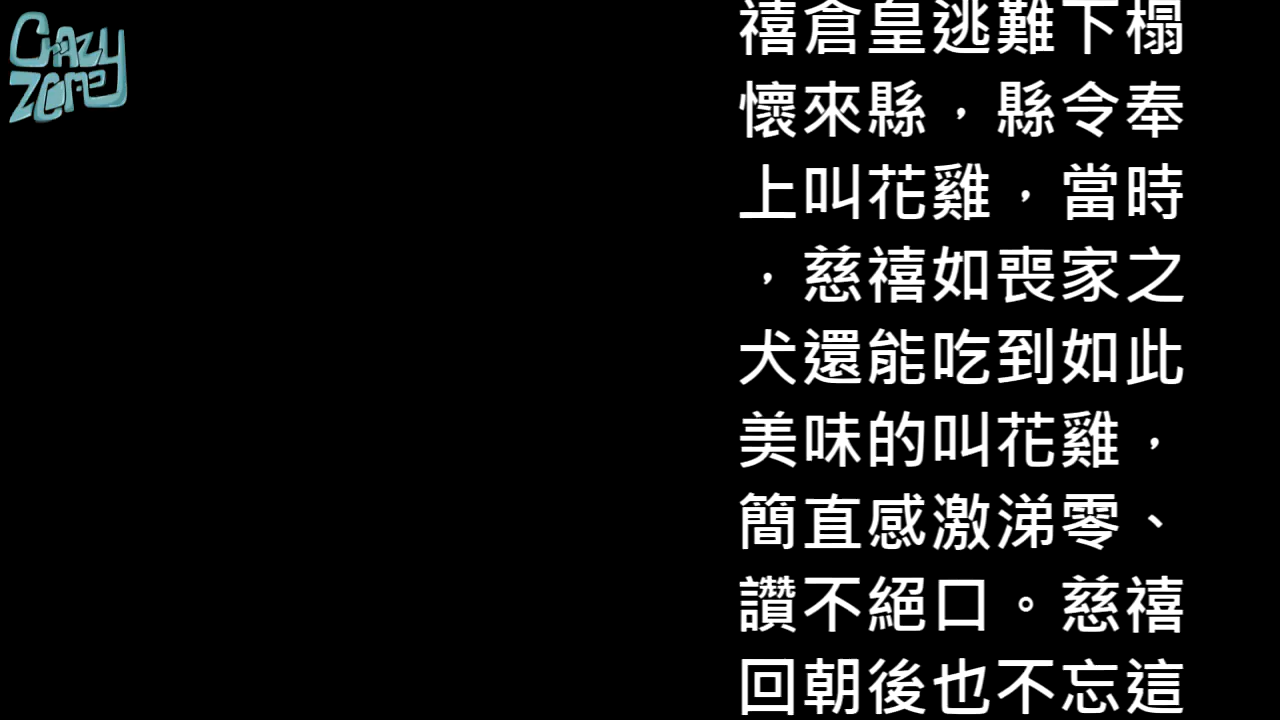 Crazy
Zone
禧倉皇逃難下榻
懷來縣，縣令奉
上叫花雞，當時
，慈禧如喪家之
犬還能吃到如此
美味的叫花雞，
簡直感激涕零、
讚不絕口。慈禧
回朝後也不忘這